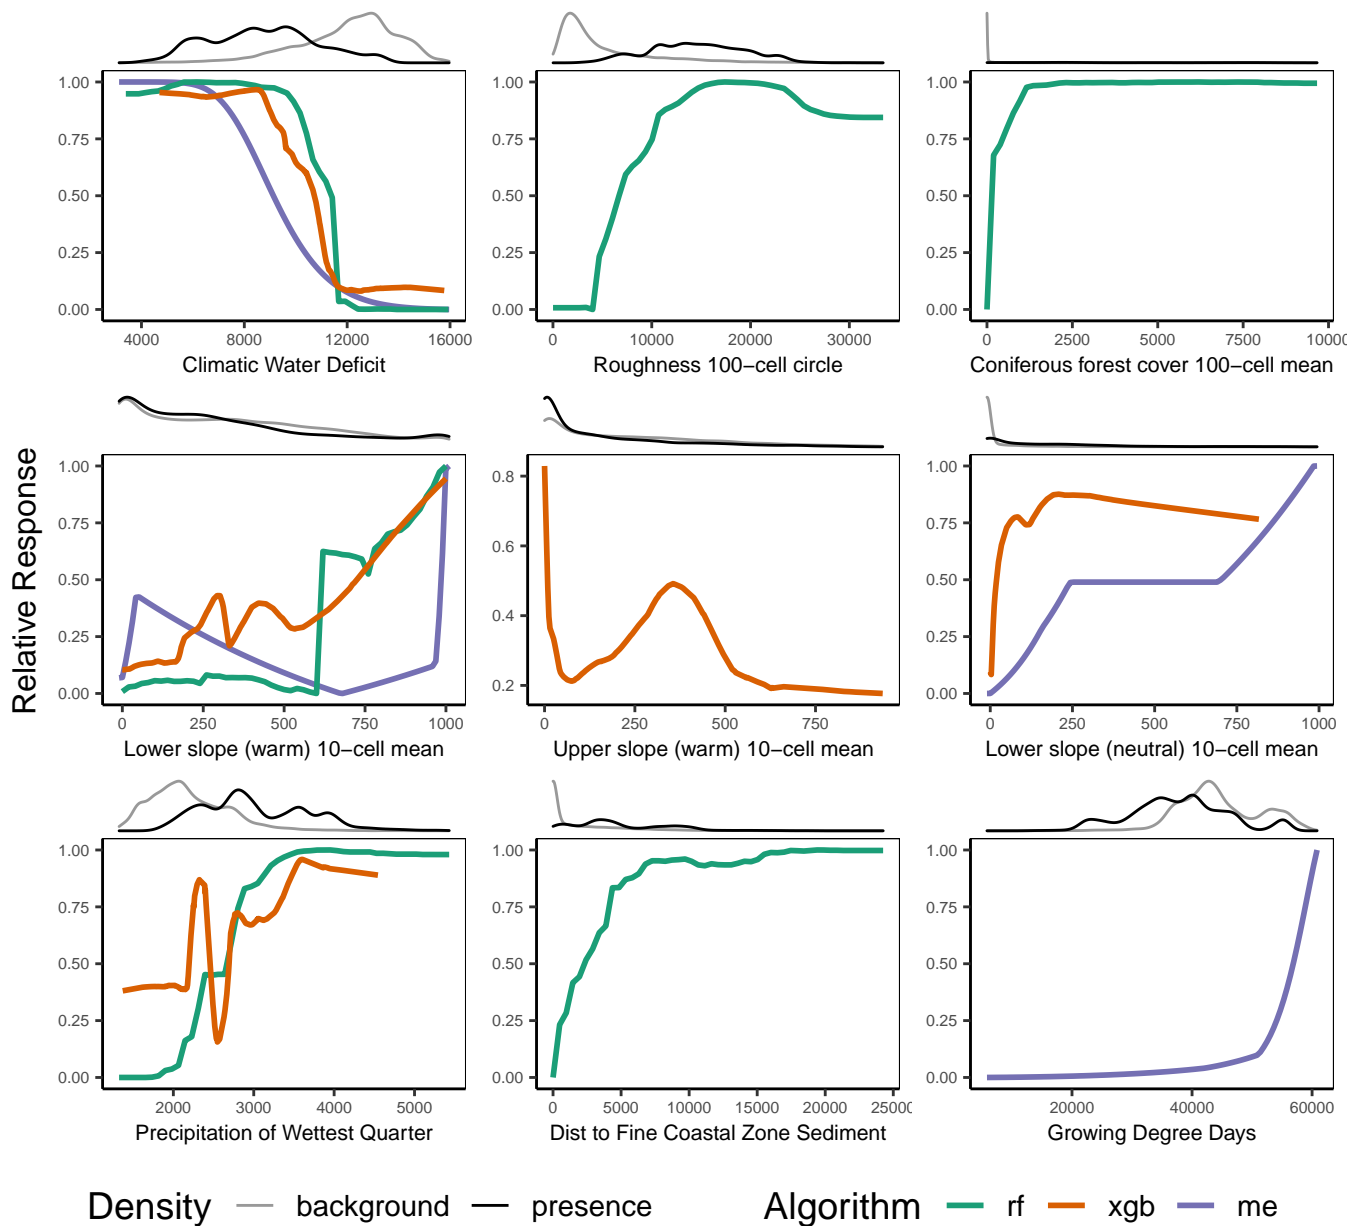 1.00
0.75
0.50
0.25
0.00
4000 8000 12000 16000
Climatic Water Deficit
1.00
0.75
0.50
0.25
0.00
0 10000 20000 30000
Roughness 100−cell circle
1.00
0.75
0.50
0.25
0.00
0 2500 5000 7500 10000
Coniferous forest cover 100−cell mean
Relative Response
1.00
0.75
0.50
0.25
0.00
0 250 500 750 1000
Lower slope (warm) 10−cell mean
0.8
0.6
0.4
0.2
0 250 500 750
Upper slope (warm) 10−cell mean
1.00
0.75
0.50
0.25
0.00
0 250 500 750 1000
Lower slope (neutral) 10−cell mean
1.00
0.75
0.50
0.25
0.00
2000 3000 4000 5000
Precipitation of Wettest Quarter
1.00
0.75
0.50
0.25
0.00
0 5000 10000 15000 20000 25000
Dist to Fine Coastal Zone Sediment
1.00
0.75
0.50
0.25
0.00
20000 40000 60000
Growing Degree Days
Density background presence Algorithm rf xgb me